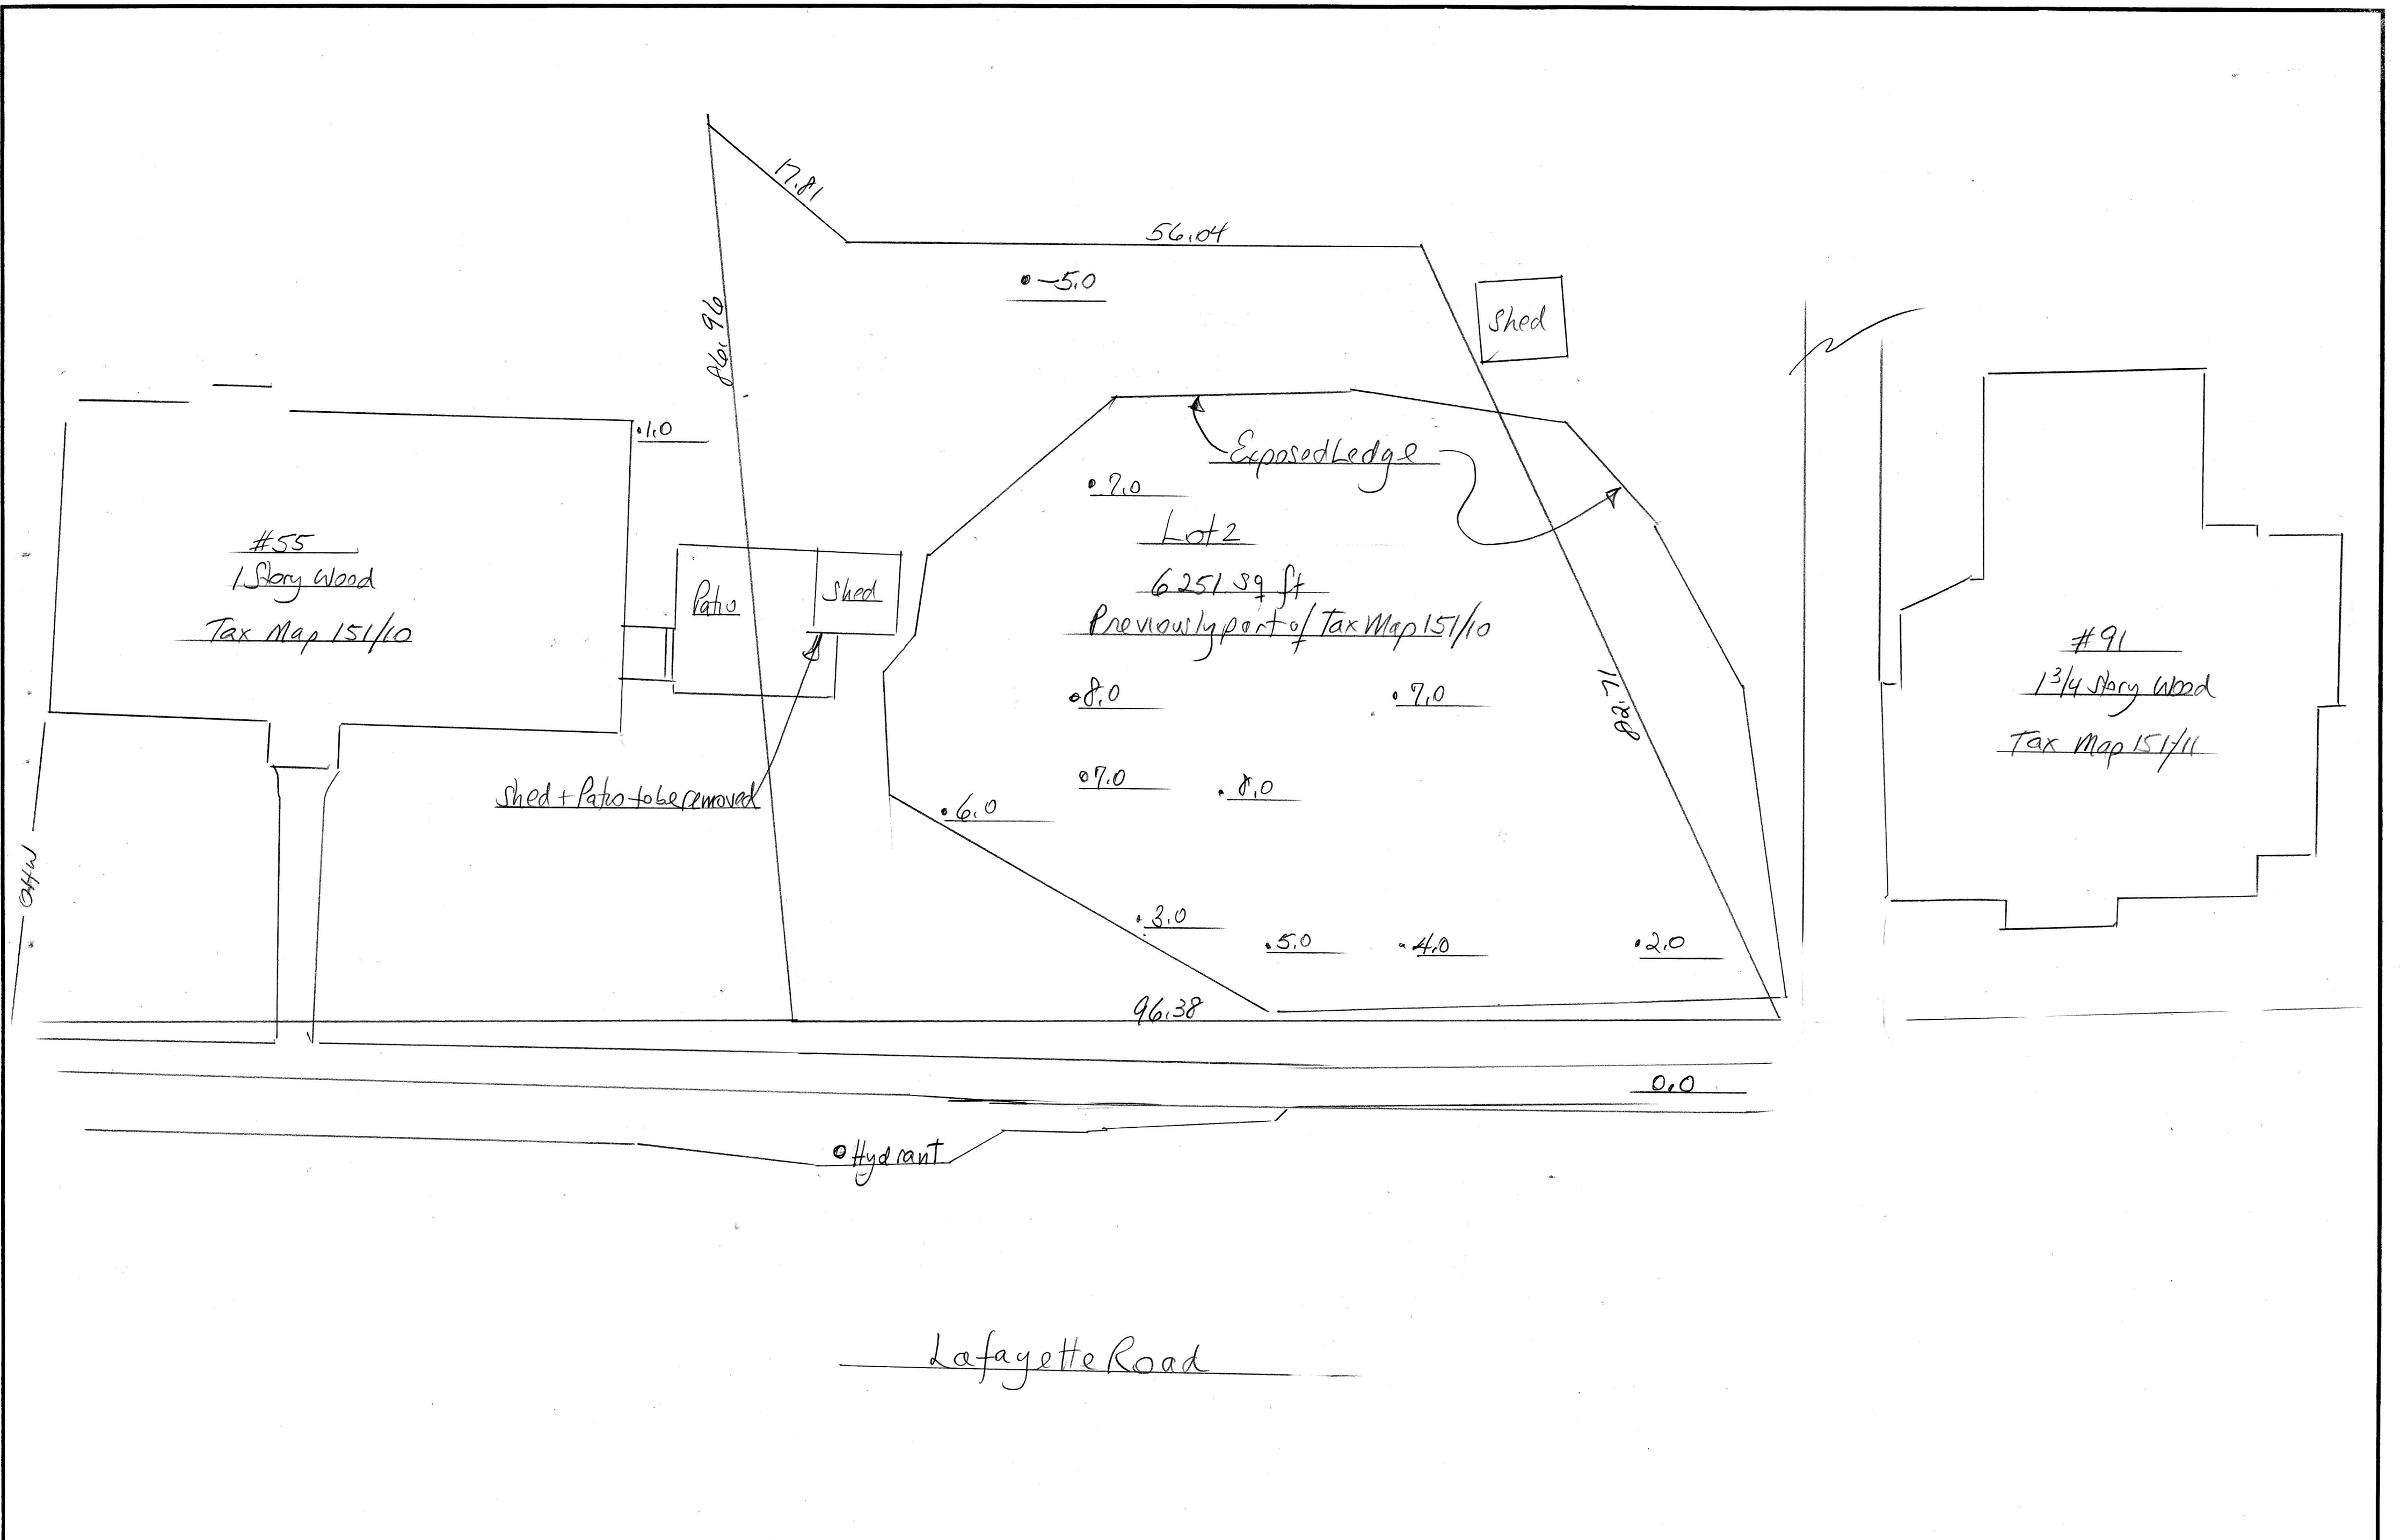 17.81
56.04
-5.0
86.96
Shed
1.0
Exposed Ledge
7.0
Lot 2
6251 sq ft
Previously part of Tax Map 151/10
#55
1 Story Wood
Tax Map 151/10
Patio
Shed
#91
1 3/4 Story Wood
Tax Map 151/11
8.0
7.0
82.71
7.0
8.0
Shed + Patio to be removed
6.0
OHW
3.0
5.0
4.0
2.0
96.38
0.0
Hydrant
Lafayette Road